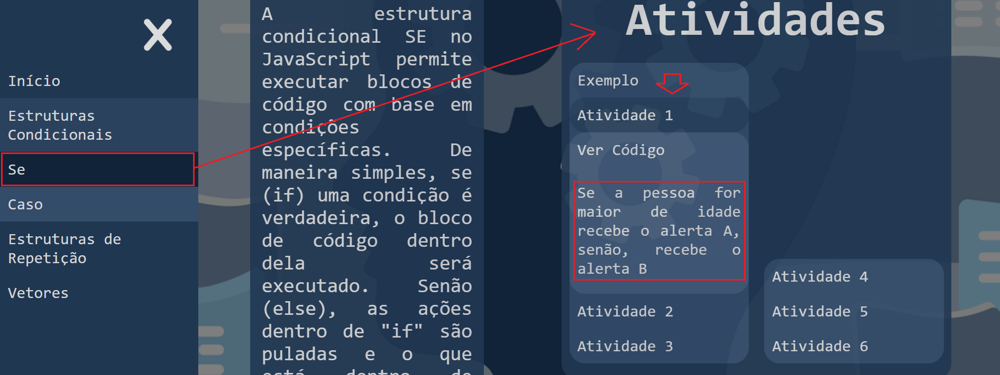 Início
Estruturas
Condicionais
Se
Caso
Estruturas de
Repetição
Vetores
A estrutura
condicional SE no
JavaScript permite
executar blocos de
código com base em
condições
específicas. De
maneira simples, se
(if) uma condição é
verdadeira, o bloco
de código dentro
dela será
executado. Senão
(else), as ações
dentro de "if" são
puladas e o que
está dentro de
Atividades
Exemplo
Atividade 1
Ver Código
Se a pessoa for
maior de idade
recebe o alerta A,
senão, recebe o
alerta B
Atividade 2
Atividade 3
Atividade 4
Atividade 5
Atividade 6